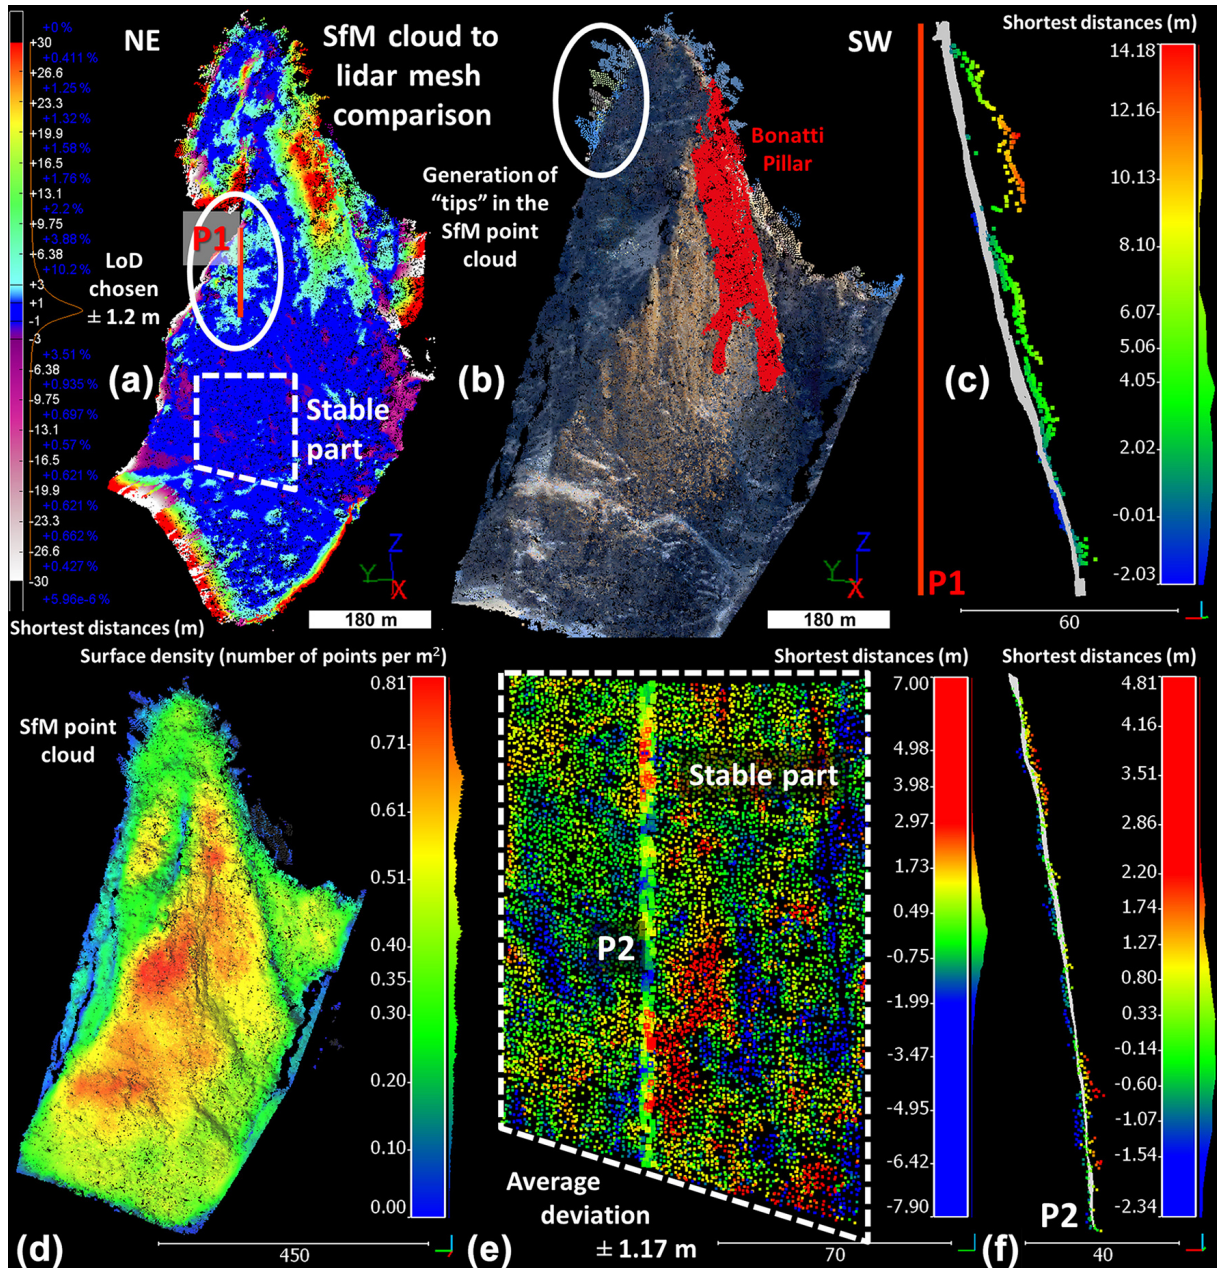 NE
SfM cloud to
lidar mesh
comparison
+0 %
+30
+0.411 %
+26.6
+1.25 %
+23.3
+1.32 %
+19.9
+1.58 %
+16.5
+1.76 %
+13.1
+2.2 %
+9.75
+3.88 %
+6.38
+10.2 %
+3
+1
-1
-3
+3.51 %
-6.38
+0.935 %
-9.75
+0.697 %
-13.1
+0.57 %
-16.5
+0.621 %
-19.9
+0.621 %
-23.3
+0.662 %
-26.6
+0.427 %
-30
+5.96e-6 %
Shortest distances (m)
LoD
chosen
± 1.2 m
P1
(a)
Stable
part
Z
Y
X
180 m
SW
Bonatti
Pillar
Generation of
“tips” in the
SfM point
cloud
(b)
Z
Y
X
180 m
Shortest distances (m)
14.18
12.16
10.13
8.10
6.07
5.06
4.05
2.02
-0.01
-2.03
(c)
P1
60
Surface density (number of points per m²)
SfM point
cloud
0.81
0.71
0.61
0.51
0.40
0.30
0.20
0.10
0.00
(d)
450
Shortest distances (m)
7.00
4.98
3.98
2.97
1.73
0.49
-0.75
-1.99
-3.47
-4.95
-6.42
-7.90
Stable part
P2
Average
deviation
± 1.17 m
(e)
70
Shortest distances (m)
4.81
4.16
3.51
2.86
2.20
1.74
1.27
0.80
0.33
-0.14
-0.60
-1.07
-1.54
-2.34
P2
(f)
40